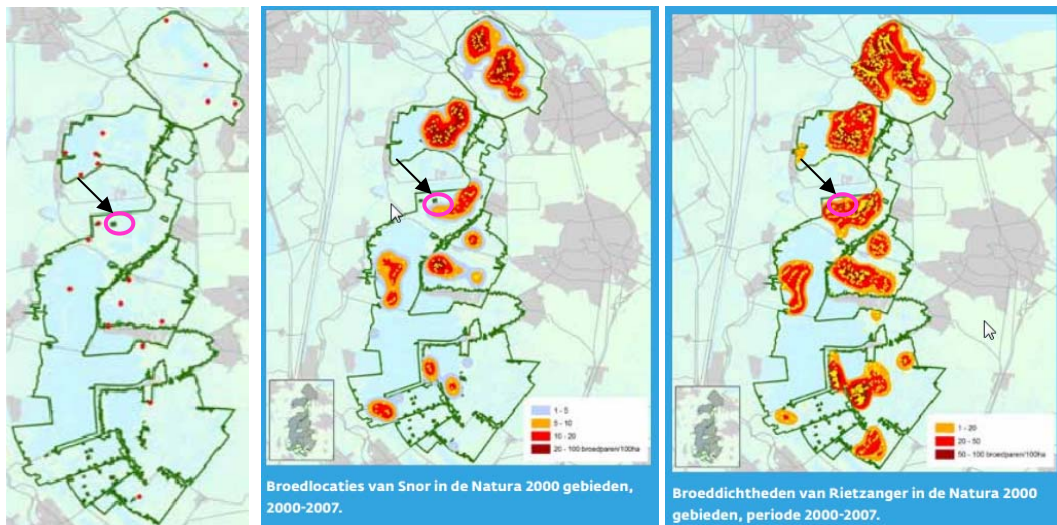 1 - 5
5 - 10
10 - 20
20 - 100 broedparen/100ha
Broedlocaties van Snor in de Natura 2000 gebieden,
2000-2007.
1 - 20
20 - 50
50 - 100 broedparen/100ha
Broeddichtheden van Rietzanger in de Natura 2000
gebieden, periode 2000-2007.